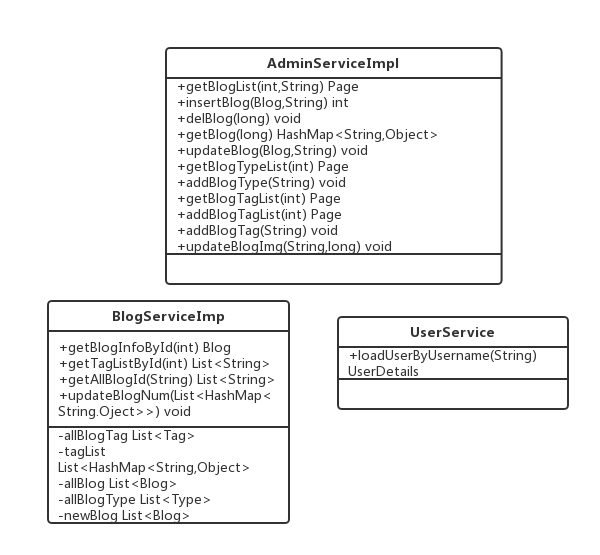 AdminServiceImpl
+getBlogList(int,String) Page
+insertBlog(Blog,String) int
+delBlog(long) void
+getBlog(long) HashMap<String,Object>
+updateBlog(Blog,String) void
+getBlogTypeList(int) Page
+addBlogType(String) void
+getBlogTagList(int) Page
+addBlogTagList(int) Page
+addBlogTag(String) void
+updateBlogImg(String,long) void
BlogServiceImp
+getBlogInfoById(int) Blog
+getTagListById(int) List<String>
+getAllBlogId(String) List<String>
+updateBlogNum(List<HashMap<
String.Oject>>) void
-allBlogTag List<Tag>
-tagList
List<HashMap<String,Object>
-allBlog List<Blog>
-allBlogType List<Type>
-newBlog List<Blog>
UserService
+loadUserByUsername(String)
UserDetails